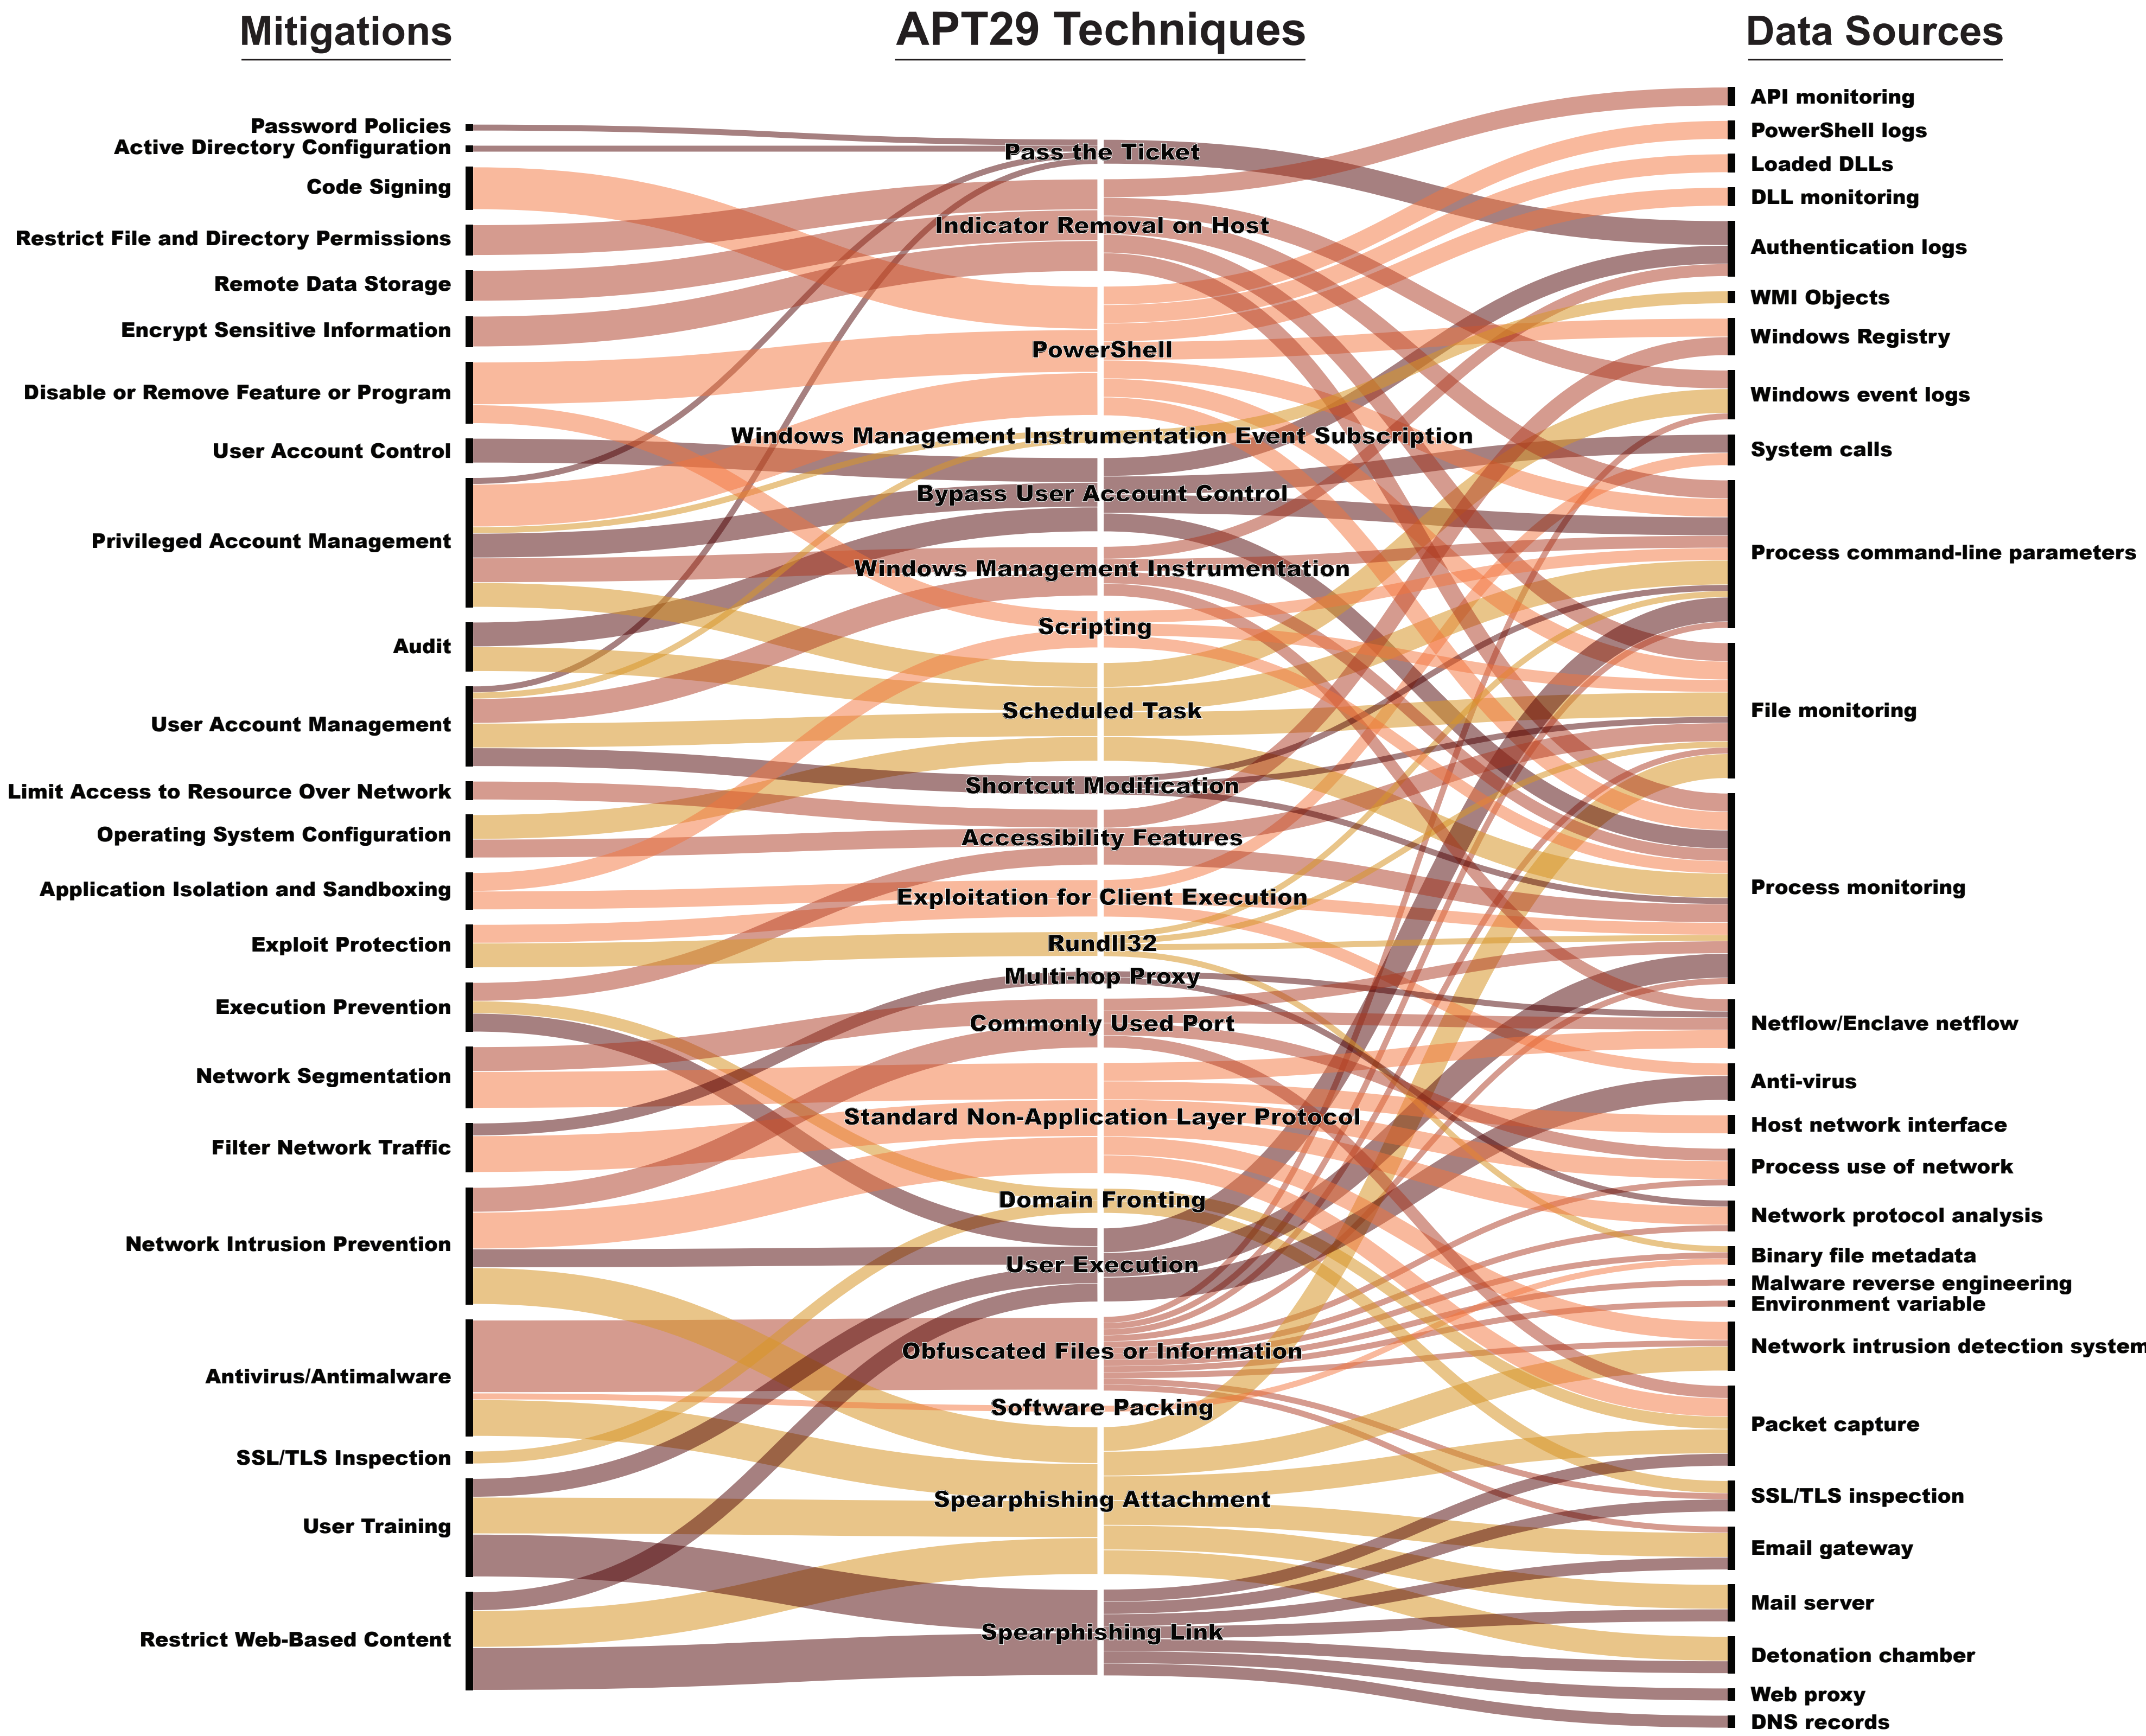 Mitigations
APT29 Techniques
Data Sources
Password Policies
Active Directory Configuration
Code Signing
Restrict File and Directory Permissions
Remote Data Storage
Encrypt Sensitive Information
Disable or Remove Feature or Program
User Account Control
Privileged Account Management
Audit
User Account Management
Limit Access to Resource Over Network
Operating System Configuration
Application Isolation and Sandboxing
Exploit Protection
Execution Prevention
Network Segmentation
Filter Network Traffic
Network Intrusion Prevention
Antivirus/Antimalware
SSL/TLS Inspection
User Training
Restrict Web-Based Content
Pass the Ticket
Indicator Removal on Host
PowerShell
Windows Management Instrumentation Event Subscription
Bypass User Account Control
Windows Management Instrumentation
Scripting
Scheduled Task
Shortcut Modification
Accessibility Features
Exploitation for Client Execution
Rundll32
Multi-hop Proxy
Commonly Used Port
Standard Non-Application Layer Protocol
Domain Fronting
User Execution
Obfuscated Files or Information
Software Packing
Spearphishing Attachment
Spearphishing Link
API monitoring
PowerShell logs
Loaded DLLs
DLL monitoring
Authentication logs
WMI Objects
Windows Registry
Windows event logs
System calls
Process command-line parameters
File monitoring
Process monitoring
Netflow/Enclave netflow
Anti-virus
Host network interface
Process use of network
Network protocol analysis
Binary file metadata
Malware reverse engineering
Environment variable
Network intrusion detection system
Packet capture
SSL/TLS inspection
Email gateway
Mail server
Detonation chamber
Web proxy
DNS records